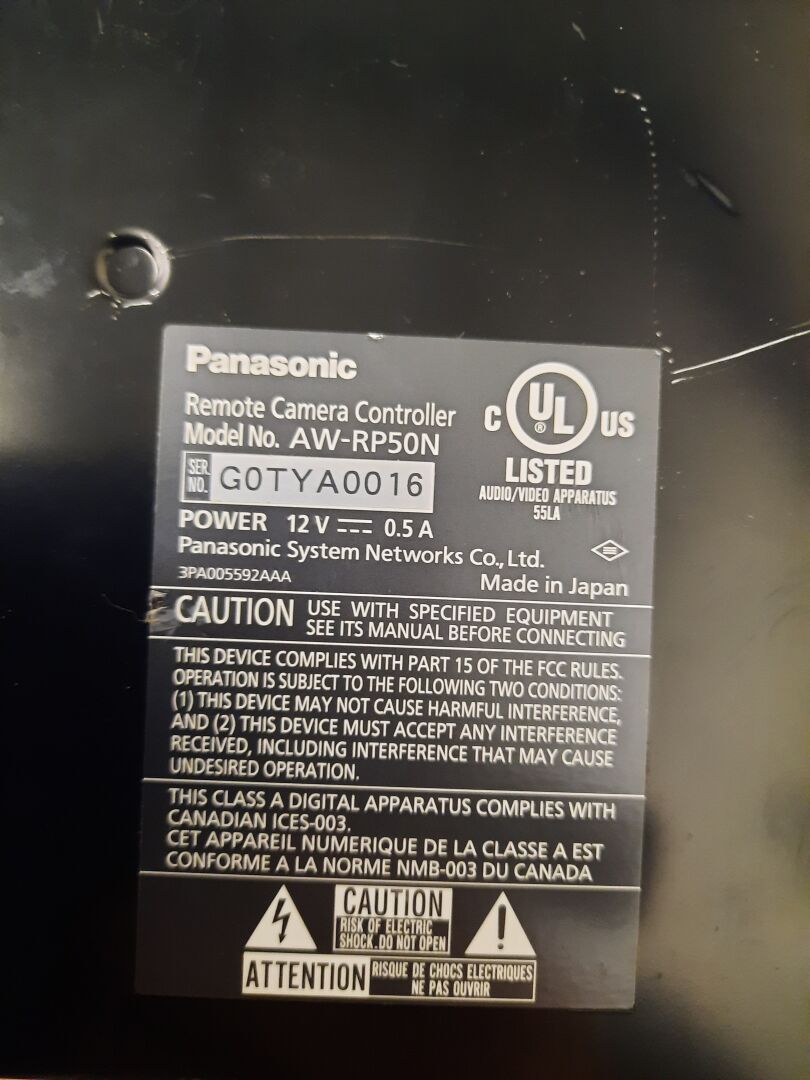 Panasonic
Remote Camera Controller
Model No. AW-RP50N
SER. NO. G0TYA0016
POWER 12 V ⎓ 0.5 A
Panasonic System Networks Co., Ltd.
3PA005592AAA
Made in Japan
C UL ® US
LISTED
AUDIO/VIDEO APPARATUS
55LA
CAUTION USE WITH SPECIFIED EQUIPMENT
SEE ITS MANUAL BEFORE CONNECTING
THIS DEVICE COMPLIES WITH PART 15 OF THE FCC RULES.
OPERATION IS SUBJECT TO THE FOLLOWING TWO CONDITIONS:
(1) THIS DEVICE MAY NOT CAUSE HARMFUL INTERFERENCE,
AND (2) THIS DEVICE MUST ACCEPT ANY INTERFERENCE
RECEIVED, INCLUDING INTERFERENCE THAT MAY CAUSE
UNDESIRED OPERATION.
THIS CLASS A DIGITAL APPARATUS COMPLIES WITH
CANADIAN ICES-003.
CET APPAREIL NUMERIQUE DE LA CLASSE A EST
CONFORME A LA NORME NMB-003 DU CANADA
CAUTION
RISK OF ELECTRIC
SHOCK. DO NOT OPEN
ATTENTION RISQUE DE CHOCS ELECTRIQUES
NE PAS OUVRIR